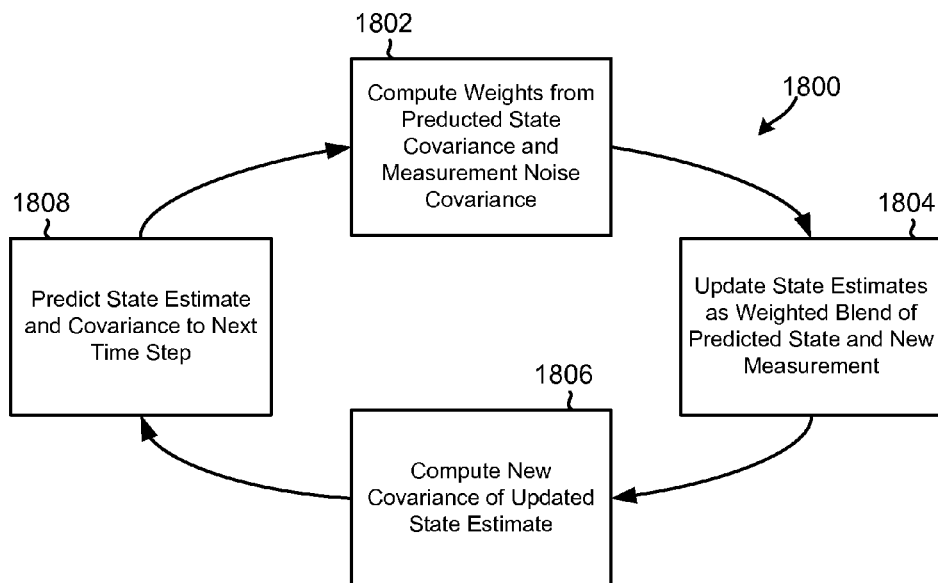 1802
Compute Weights from
Preducted State
Covariance and
Measurement Noise
Covariance
1800
1804
Update State Estimates
as Weighted Blend of
Predicted State and New
Measurement
1806
Compute New
Covariance of Updated
State Estimate
1808
Predict State Estimate
and Covariance to Next
Time Step